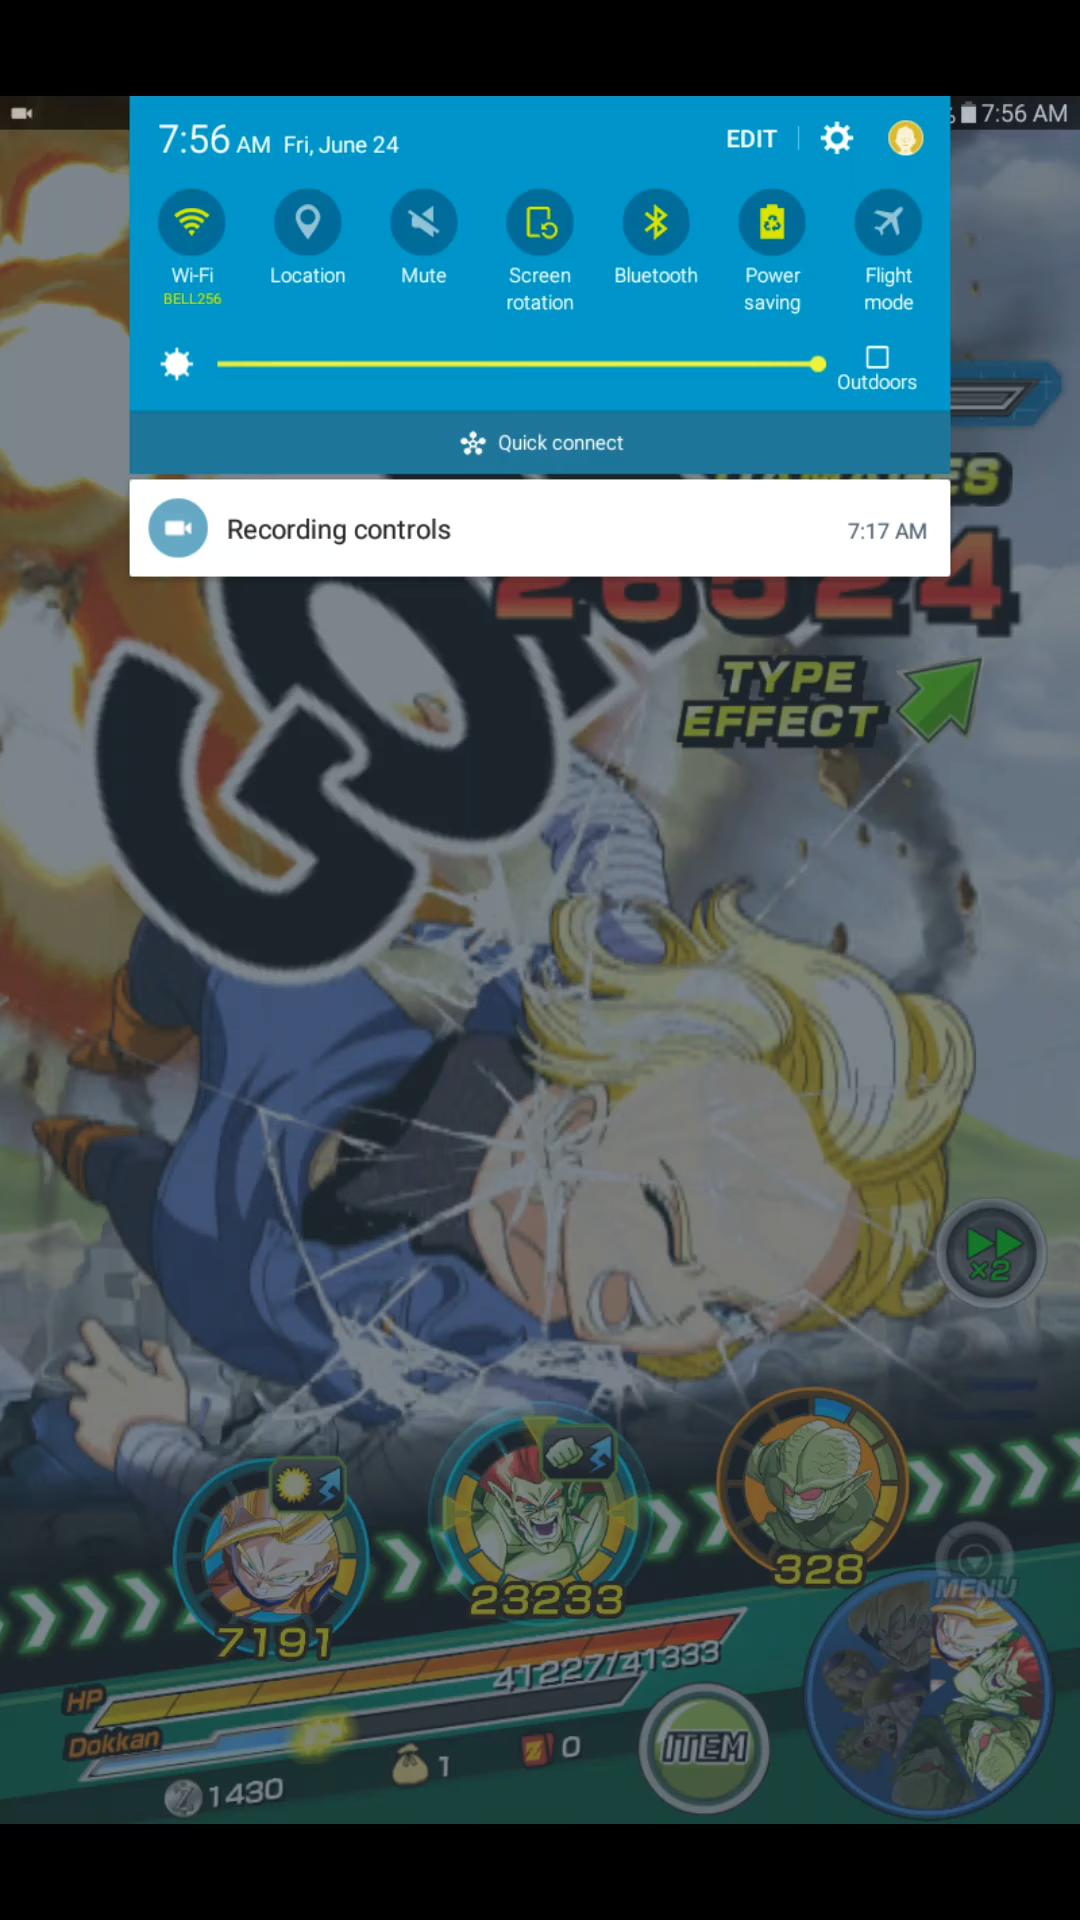 7:56 AM
7:56 AM Fri, June 24
EDIT
Wi-Fi
BELL256
Location
Mute
Screen
rotation
Bluetooth
Power
saving
Flight
mode
Outdoors
Quick connect
Recording controls
7:17 AM
26524
TYPE
EFFECT
GO
x2
7191
23233
328
MENU
HP
41227/41333
Dokkan
ITEM
Z 1430
1
Z 0